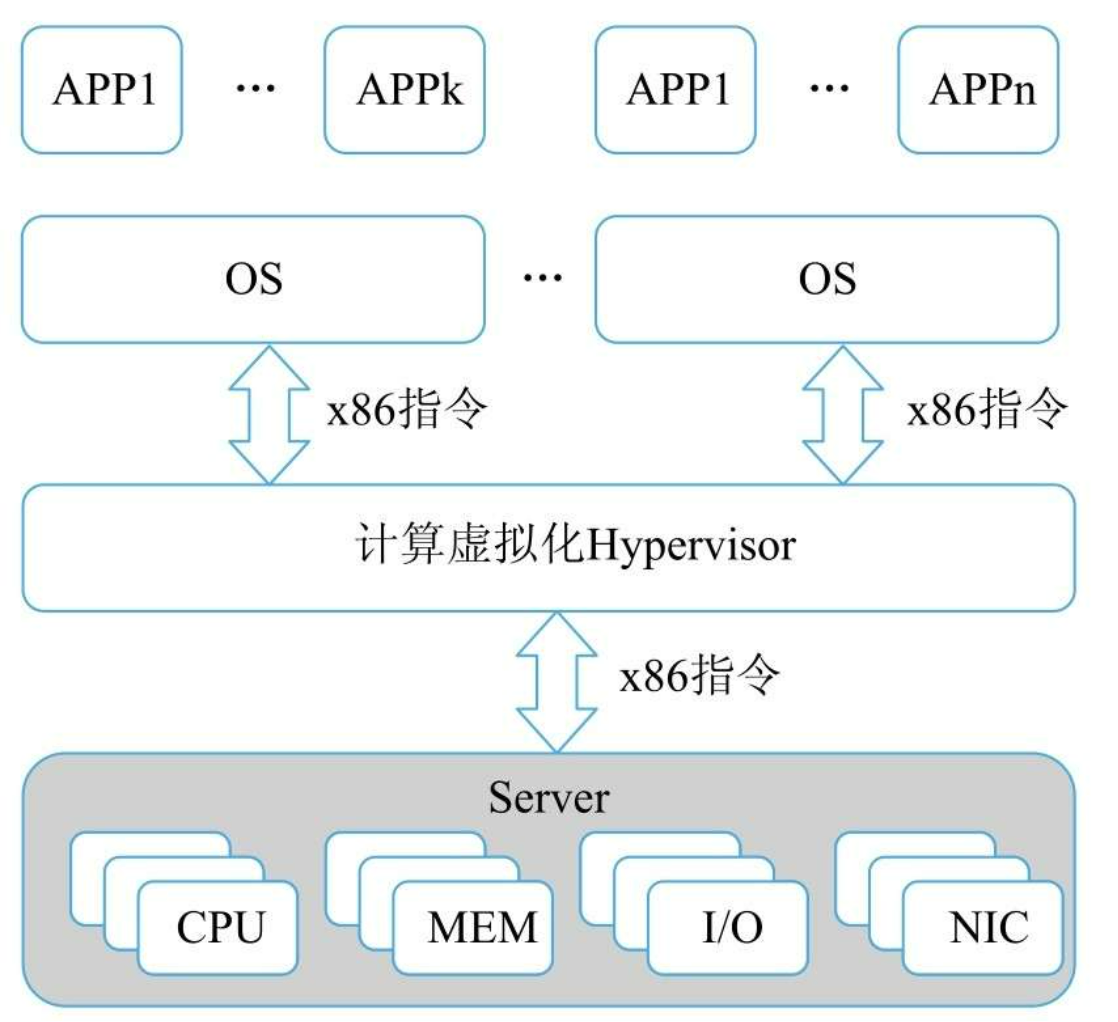 APP1 ... APPk APP1 ... APPn
OS ... OS
x86指令 x86指令
计算虚拟化Hypervisor
x86指令
Server
CPU MEM I/O NIC